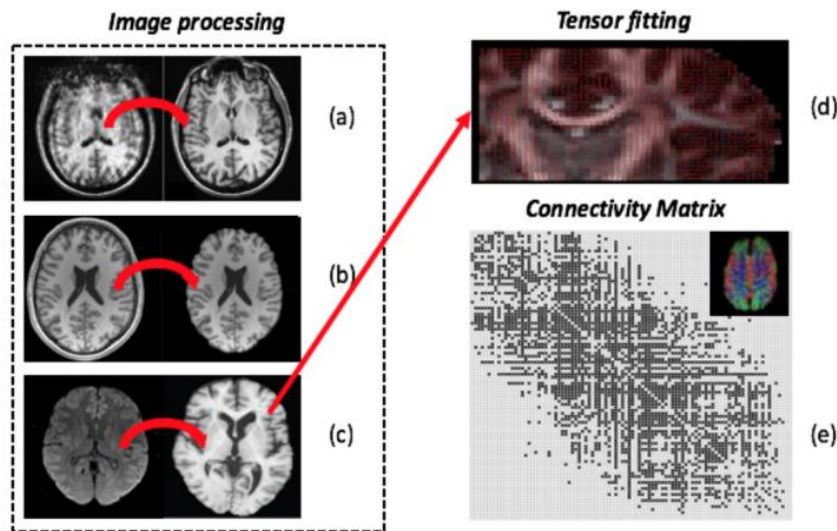 Image processing
(a)
(b)
(c)
Tensor fitting
(d)
Connectivity Matrix
(e)